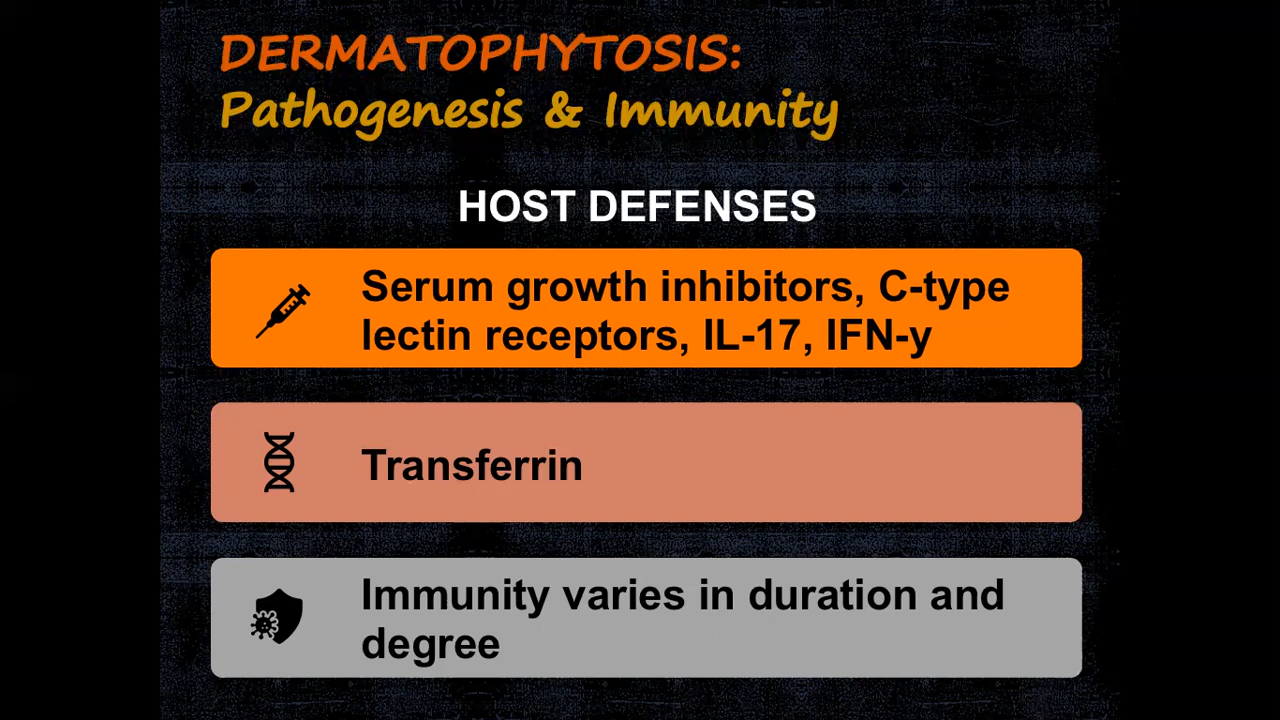 DERMATOPHYTOSIS:
Pathogenesis & Immunity
HOST DEFENSES
Serum growth inhibitors, C-type
lectin receptors, IL-17, IFN-y
Transferrin
Immunity varies in duration and
degree